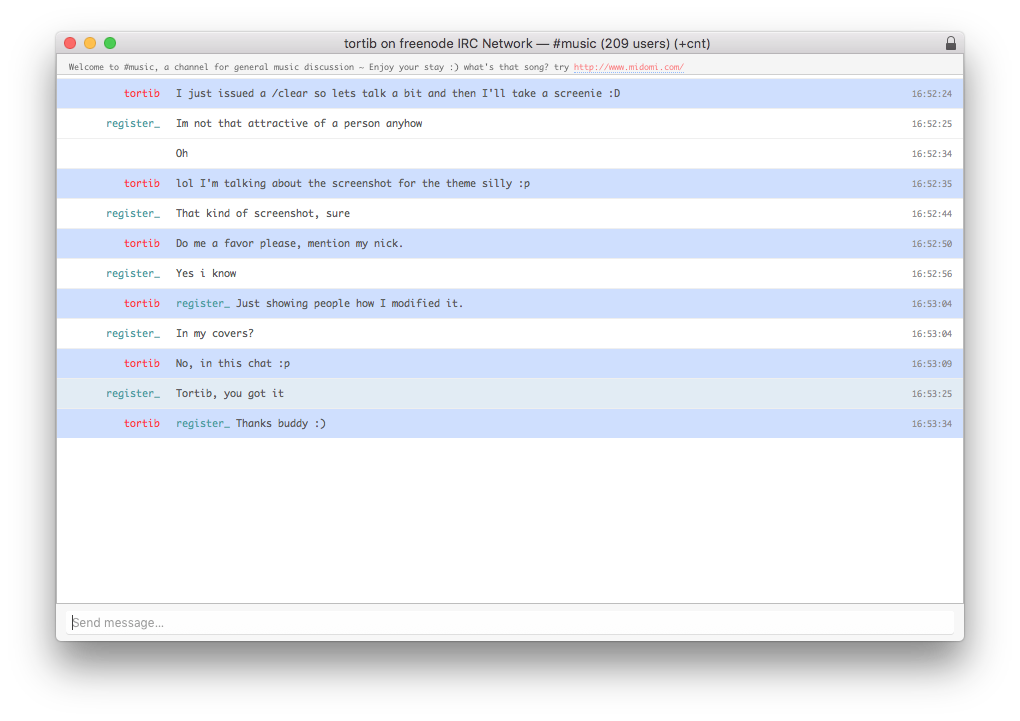 tortib on freenode IRC Network — #music (209 users) (+cnt)
Welcome to #music, a channel for general music discussion ~ Enjoy your stay :) what's that song? try http://www.midomi.com/
tortib I just issued a /clear so lets talk a bit and then I'll take a screenie :D 16:52:24
register_ Im not that attractive of a person anyhow 16:52:25
Oh 16:52:34
tortib lol I'm talking about the screenshot for the theme silly :p 16:52:35
register_ That kind of screenshot, sure 16:52:44
tortib Do me a favor please, mention my nick. 16:52:50
register_ Yes i know 16:52:56
tortib register_ Just showing people how I modified it. 16:53:04
register_ In my covers? 16:53:04
tortib No, in this chat :p 16:53:09
register_ Tortib, you got it 16:53:25
tortib register_ Thanks buddy :) 16:53:34
Send message...